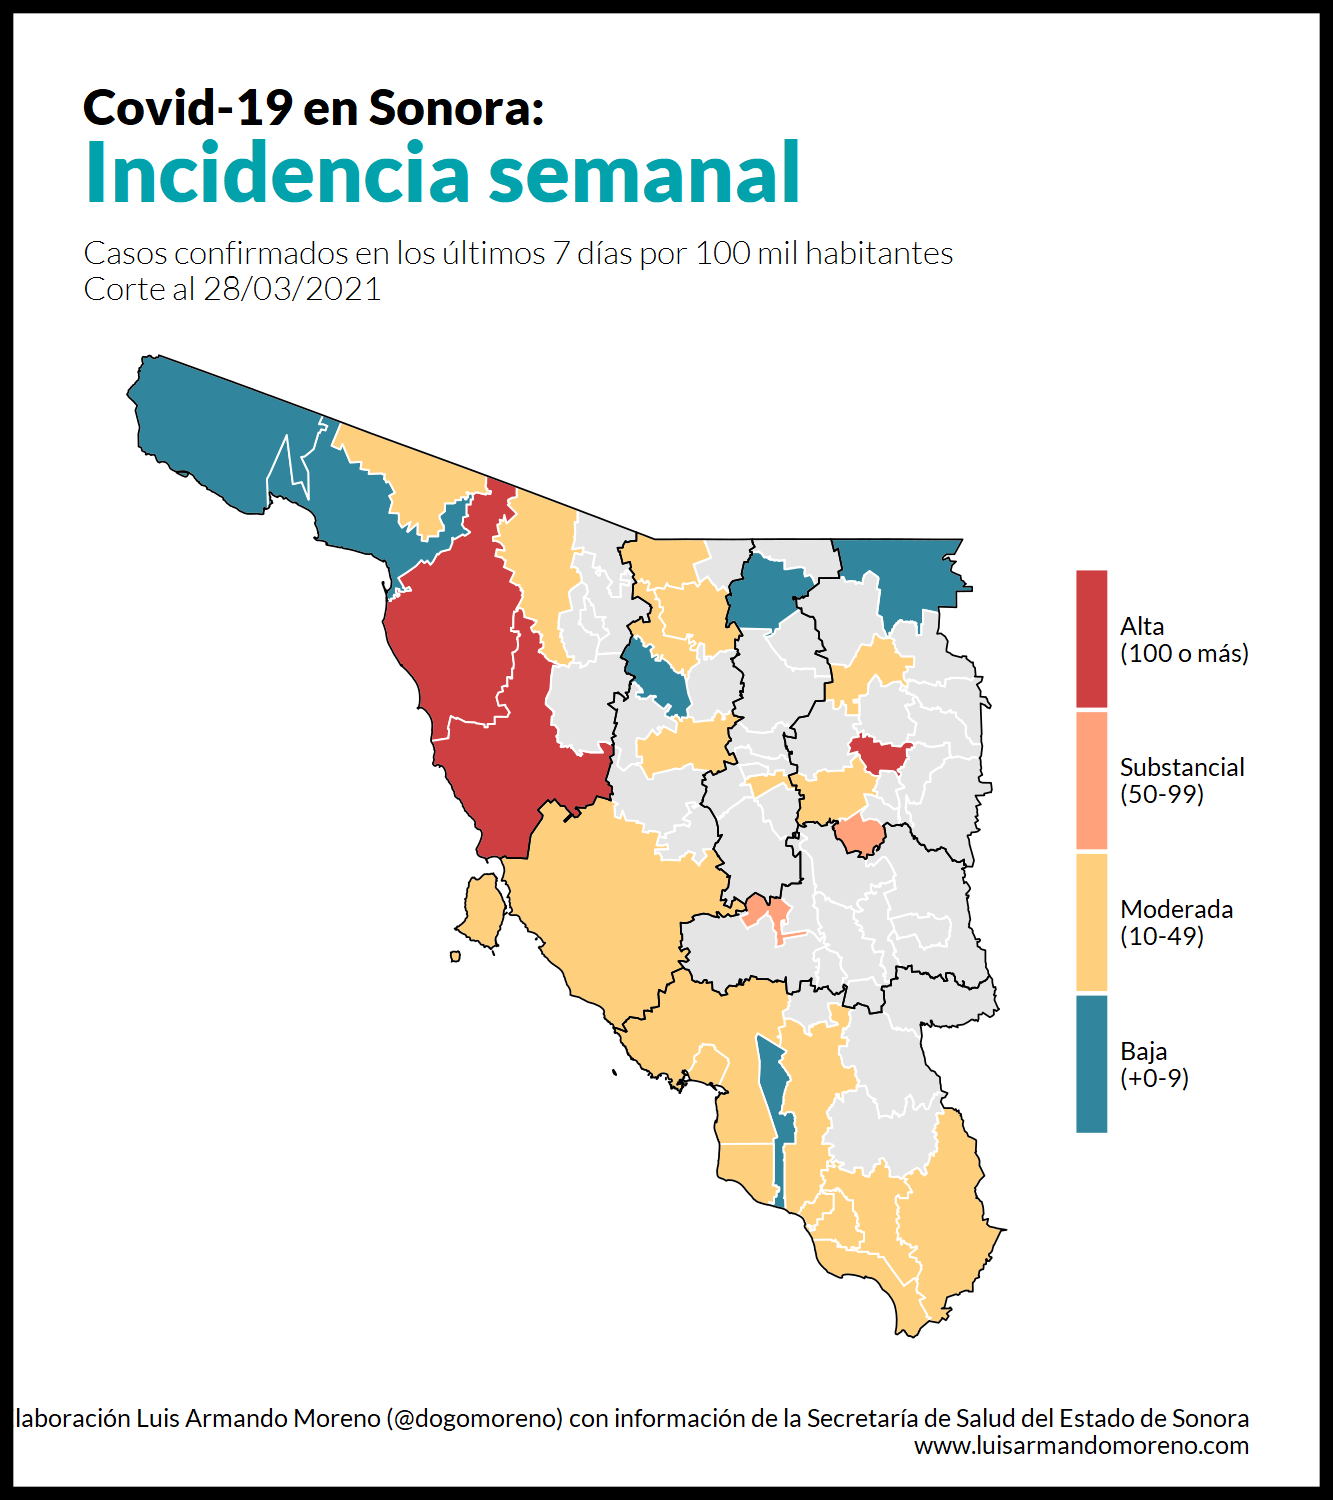 Covid-19 en Sonora:
Incidencia semanal
Casos confirmados en los últimos 7 días por 100 mil habitantes
Corte al 28/03/2021
Alta
(100 o más)
Substancial
(50-99)
Moderada
(10-49)
Baja
(+0-9)
laboración Luis Armando Moreno (@dogomoreno) con información de la Secretaría de Salud del Estado de Sonora
www.luisarmandomoreno.com